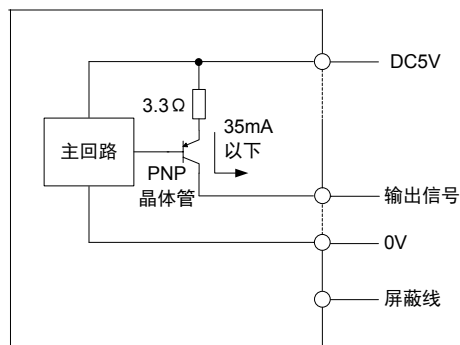 DC5V
3.3Ω
35mA
以下
主回路
PNP
晶体管
输出信号
0V
屏蔽线